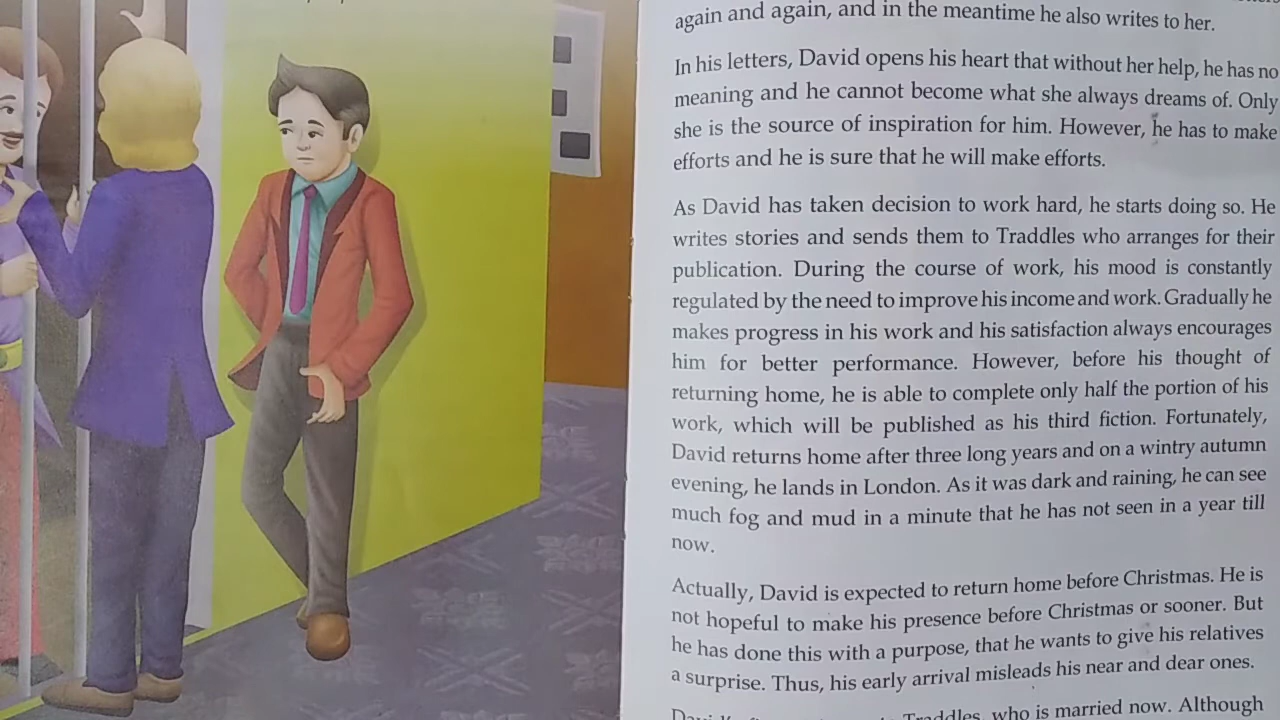 again and again, and in the meantime he also writes to her.
In his letters, David opens his heart that without her help, he has no
meaning and he cannot become what she always dreams of. Only
she is the source of inspiration for him. However, he has to make
efforts and he is sure that he will make efforts.
As David has taken decision to work hard, he starts doing so. He
writes stories and sends them to Traddles who arranges for their
publication. During the course of work, his mood is constantly
regulated by the need to improve his income and work. Gradually he
makes progress in his work and his satisfaction always encourages
him for better performance. However, before his thought of
returning home, he is able to complete only half the portion of his
work, which will be published as his third fiction. Fortunately,
David returns home after three long years and on a wintry autumn
evening, he lands in London. As it was dark and raining, he can see
much fog and mud in a minute that he has not seen in a year till
now.
Actually, David is expected to return home before Christmas. He is
not hopeful to make his presence before Christmas or sooner. But
he has done this with a purpose, that he wants to give his relatives
a surprise. Thus, his early arrival misleads his near and dear ones.
Traddles, who is married now. Although